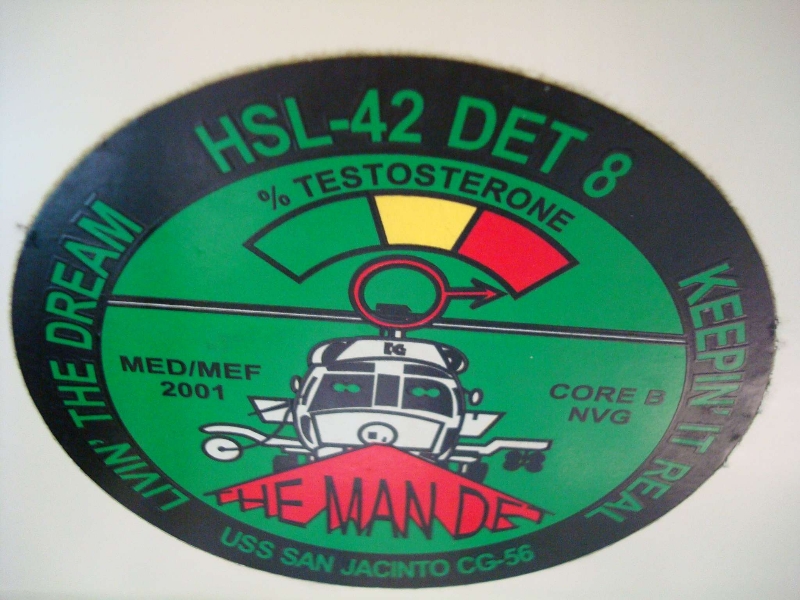 HSL-42 DET 8
% TESTOSTERONE
LIVIN' THE DREAM
KEEPIN' IT REAL
MED/MEF
2001
CORE B
NVG
THE MAN DET
USS SAN JACINTO CG-56